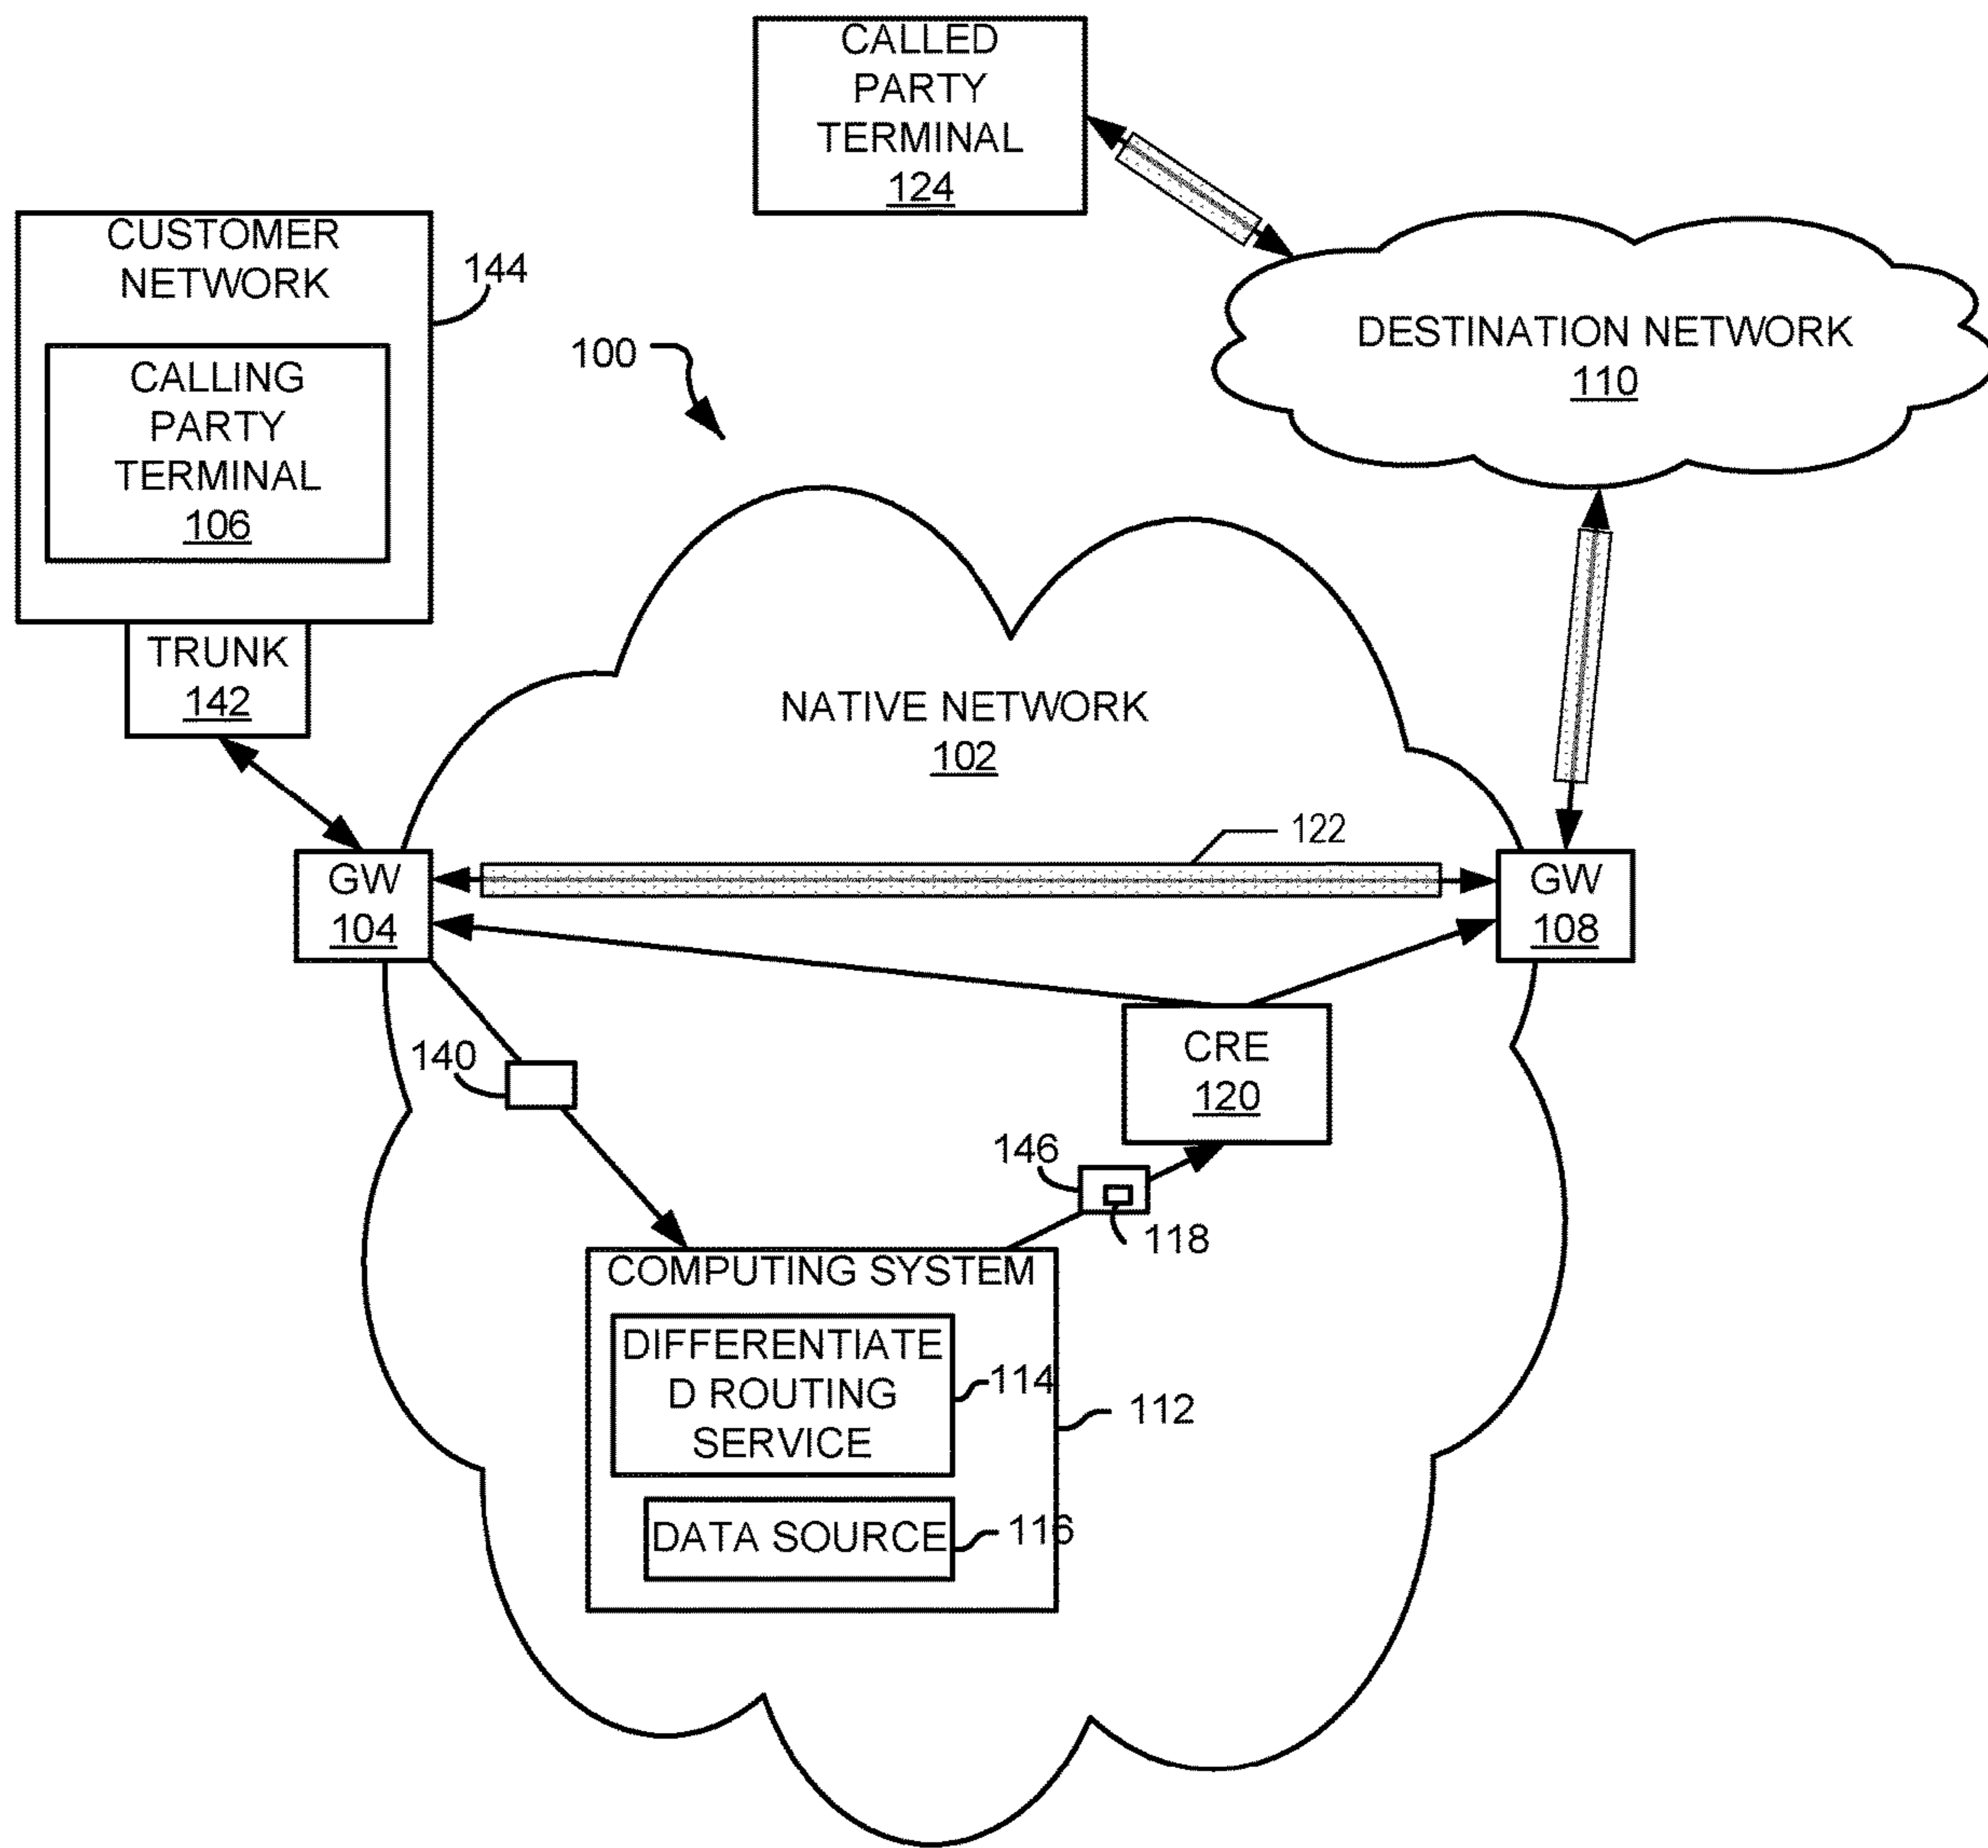 CALLED
PARTY
TERMINAL
124
CUSTOMER
NETWORK
144
CALLING
PARTY
TERMINAL
106
TRUNK
142
100
DESTINATION NETWORK
110
NATIVE NETWORK
102
122
GW
104
GW
108
140
CRE
120
146
118
COMPUTING SYSTEM
DIFFERENTIATE
D ROUTING
SERVICE
114
112
DATA SOURCE
116